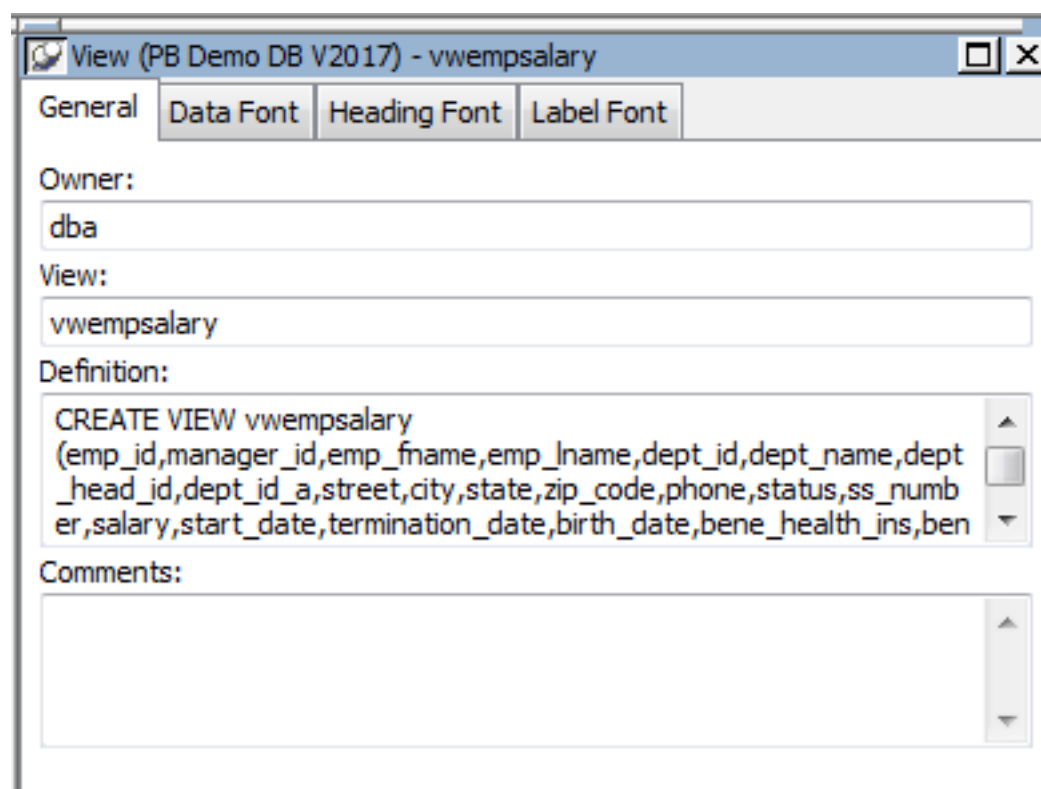 View (PB Demo DB V2017) - vwempsalary
General Data Font Heading Font Label Font
Owner:
dba
View:
vwempsalary
Definition:
CREATE VIEW vwempsalary
(emp_id,manager_id,emp_fname,emp_lname,dept_id,dept_name,dept
_head_id,dept_id_a,street,city,state,zip_code,phone,status,ss_numb
er,salary,start_date,termination_date,birth_date,bene_health_ins,ben
Comments: